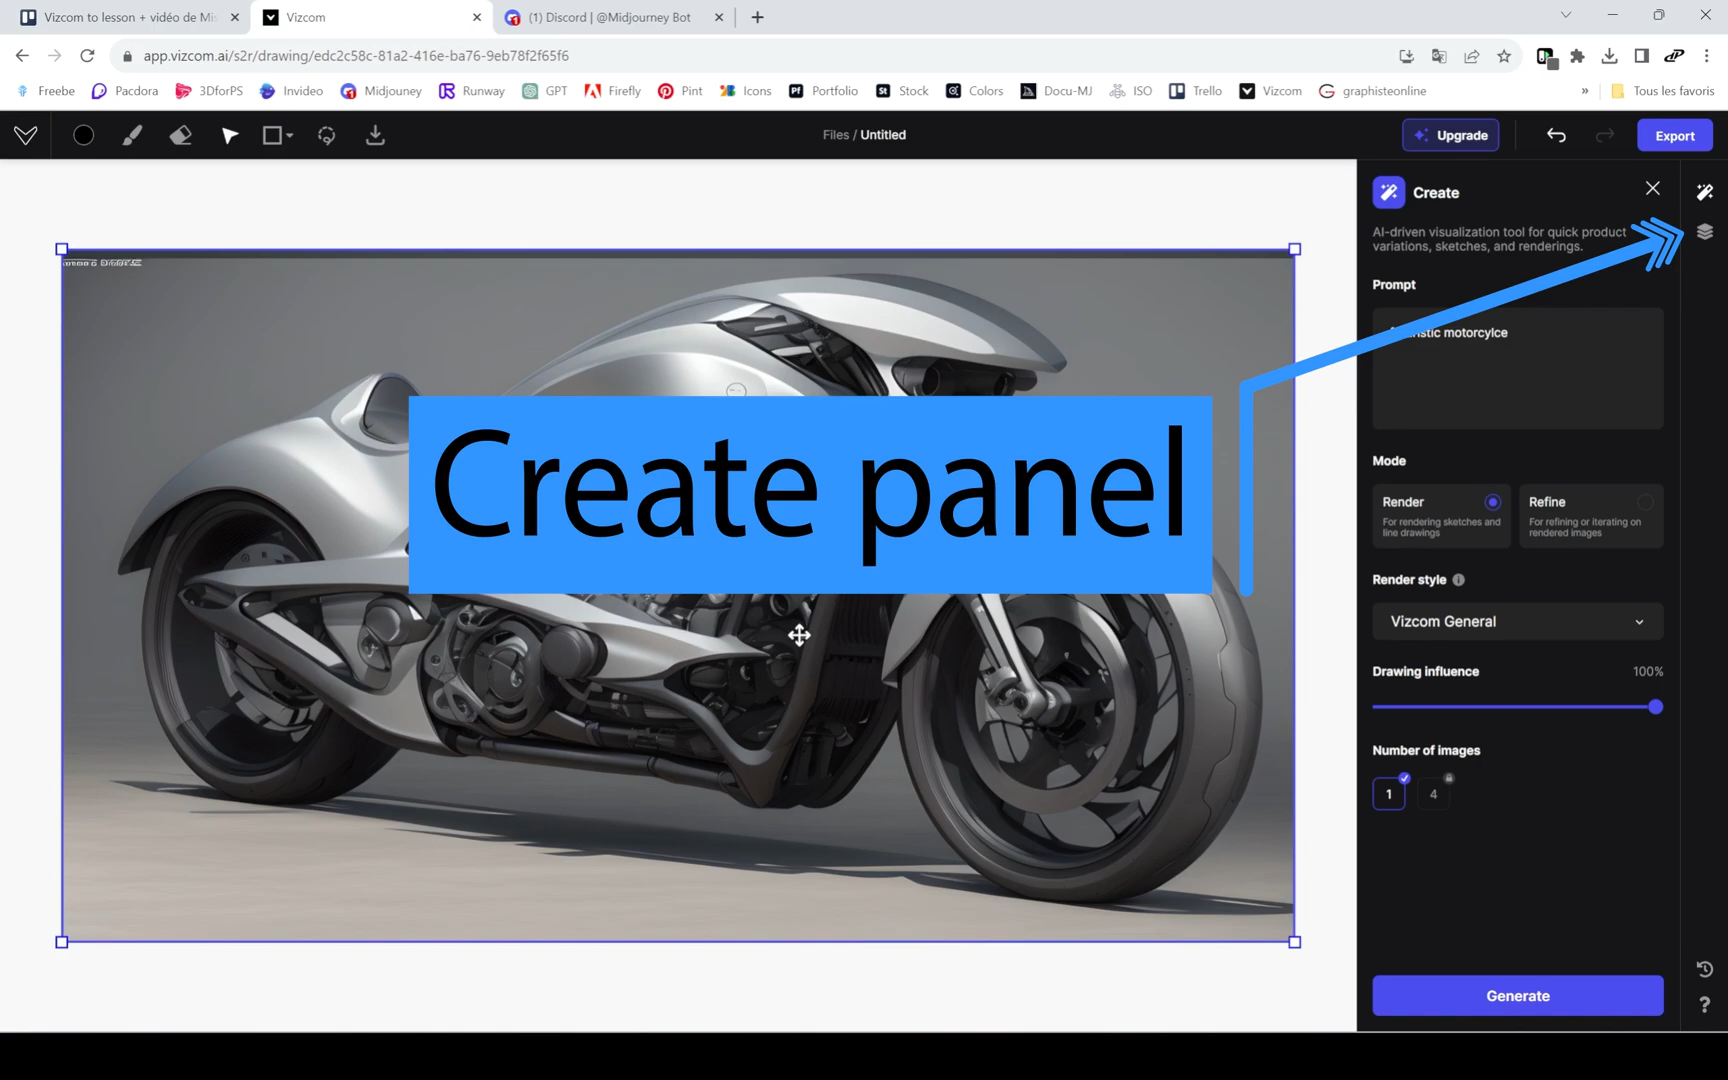 Vizcom to lesson + vidéo de Mi
Vizcom
(1) Discord | @Midjourney Bot
app.vizcom.ai/s2r/drawing/edc2c58c-81a2-416e-ba76-9eb78f2f65f6
Freebe
Pacdora
3DforPS
Invideo
Midjouney
Runway
GPT
Firefly
Pint
Icons
Portfolio
Stock
Colors
Docu-MJ
ISO
Trello
Vizcom
graphisteonline
»
Tous les favoris
Files / Untitled
Upgrade
Export
Create
AI-driven visualization tool for quick product
variations, sketches, and renderings.
Prompt
motorcylce
Create panel
Mode
Render
For rendering sketches and
line drawings
Refine
For refining or iterating on
rendered images
Render style
Vizcom General
Drawing influence
100%
Number of images
1
4
Generate